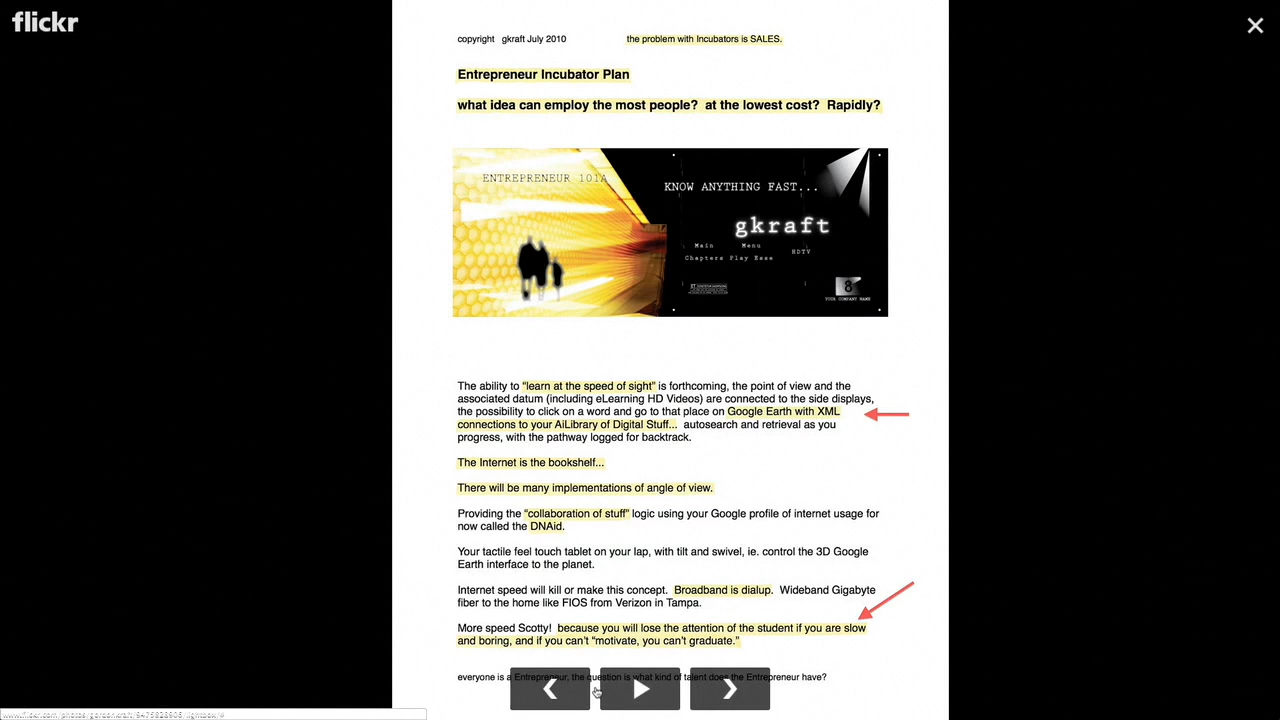 flickr
copyright gkraft July 2010 the problem with Incubators is SALES.
Entrepreneur Incubator Plan
what idea can employ the most people? at the lowest cost? Rapidly?
ENTREPRENEUR 101A
KNOW ANYTHING FAST...
gkraft
Main Menu
HDTV
Chapters Play Esse
8
YOUR COMPANY NAME
The ability to “learn at the speed of sight” is forthcoming, the point of view and the
associated datum (including eLearning HD Videos) are connected to the side displays,
the possibility to click on a word and go to that place on Google Earth with XML
connections to your AiLibrary of Digital Stuff... autosearch and retrieval as you
progress, with the pathway logged for backtrack.
The Internet is the bookshelf...
There will be many implementations of angle of view.
Providing the “collaboration of stuff” logic using your Google profile of internet usage for
now called the DNAid.
Your tactile feel touch tablet on your lap, with tilt and swivel, ie. control the 3D Google
Earth interface to the planet.
Internet speed will kill or make this concept. Broadband is dialup. Wideband Gigabyte
fiber to the home like FIOS from Verizon in Tampa.
More speed Scotty! because you will lose the attention of the student if you are slow
and boring, and if you can’t “motivate, you can’t graduate.”
everyone is a Entrepreneur, the question is what kind of talent does the Entrepreneur have?